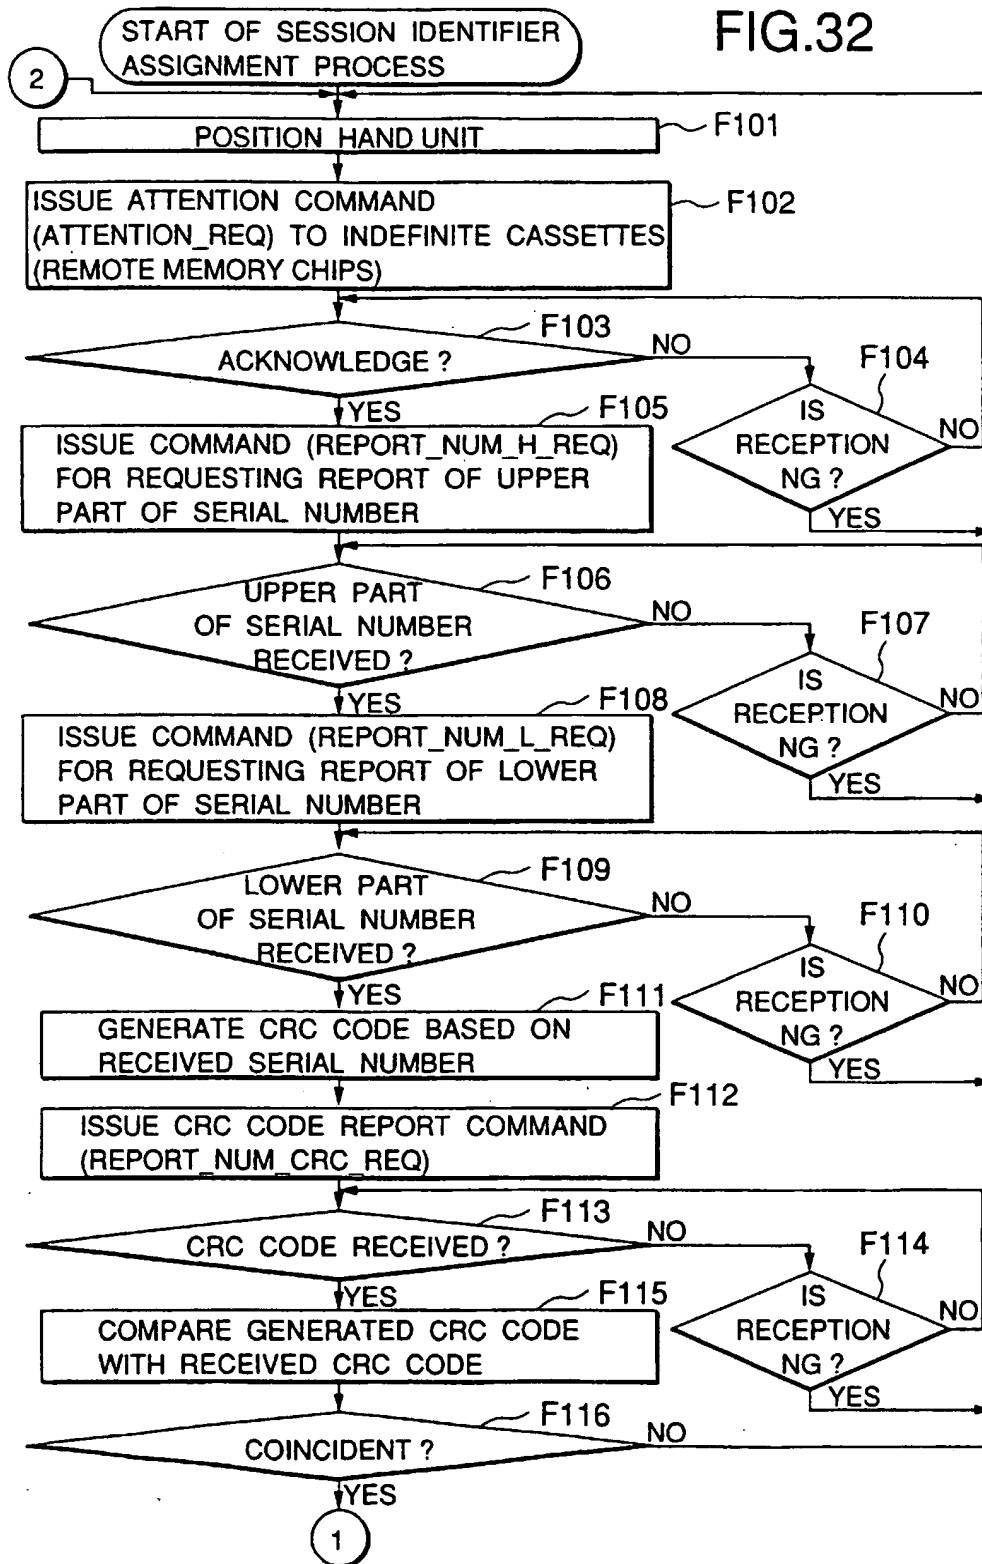 FIG.32
START OF SESSION IDENTIFIER
ASSIGNMENT PROCESS
2
POSITION HAND UNIT
F101
ISSUE ATTENTION COMMAND
(ATTENTION_REQ) TO INDEFINITE CASSETTES
(REMOTE MEMORY CHIPS)
F102
F103
ACKNOWLEDGE ?
NO
YES
F104
IS
RECEPTION
NG ?
NO
YES
F105
ISSUE COMMAND (REPORT_NUM_H_REQ)
FOR REQUESTING REPORT OF UPPER
PART OF SERIAL NUMBER
F106
UPPER PART
OF SERIAL NUMBER
RECEIVED ?
NO
YES
F107
IS
RECEPTION
NG ?
NO
YES
F108
ISSUE COMMAND (REPORT_NUM_L_REQ)
FOR REQUESTING REPORT OF LOWER
PART OF SERIAL NUMBER
F109
LOWER PART
OF SERIAL NUMBER
RECEIVED ?
NO
YES
F110
IS
RECEPTION
NG ?
NO
YES
F111
GENERATE CRC CODE BASED ON
RECEIVED SERIAL NUMBER
F112
ISSUE CRC CODE REPORT COMMAND
(REPORT_NUM_CRC_REQ)
F113
CRC CODE RECEIVED ?
NO
YES
F114
IS
RECEPTION
NG ?
NO
YES
F115
COMPARE GENERATED CRC CODE
WITH RECEIVED CRC CODE
F116
COINCIDENT ?
NO
YES
1